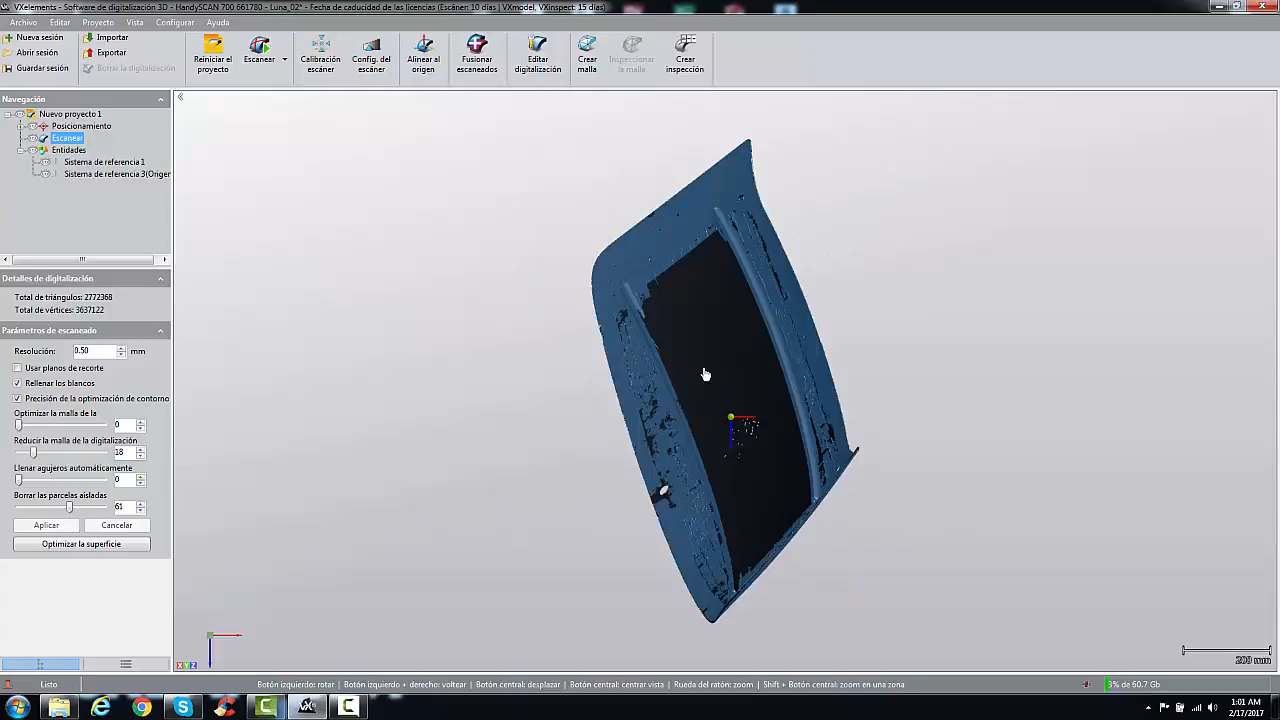 VXelements - Software de digitalización 3D - HandySCAN 700 661780 - Luna_02* - Fecha de caducidad de las licencias (Escáner: 10 días) (VXmodel, VXinspect: 15 días)
Archivo Editar Proyecto Vista Configurar Ayuda
Nueva sesión
Abrir sesión
Guardar sesión
Importar
Exportar
Borrar la digitalización
Reiniciar el proyecto
Escanear
Calibración escáner
Config. del escáner
Alinear al origen
Fusionar escaneados
Editar digitalización
Crear malla
Inspeccionar la malla
Crear inspección
Navegación
Nuevo proyecto 1
Posicionamiento
Escanear
Entidades
Sistema de referencia 1
Sistema de referencia 3(Origer
Detalles de digitalización
Total de triángulos: 2772368
Total de vértices: 3637122
Parámetros de escaneado
Resolución: 0.50 mm
Usar planos de recorte
Rellenar los blancos
Precisión de la optimización de contorno
Optimizar la malla de la
0
Reducir la malla de la digitalización
18
Llenar agujeros automáticamente
0
Borrar las parcelas aisladas
61
Aplicar Cancelar
Optimizar la superficie
X Y Z
200 mm
Listo
Botón izquierdo: rotar | Botón izquierdo + derecho: voltear | Botón central: desplazar | Botón central: centrar vista | Rueda del ratón: zoom | Shift + Botón central: zoom en una zona
3% de 60.7 Gb
1:01 AM
2/17/2017